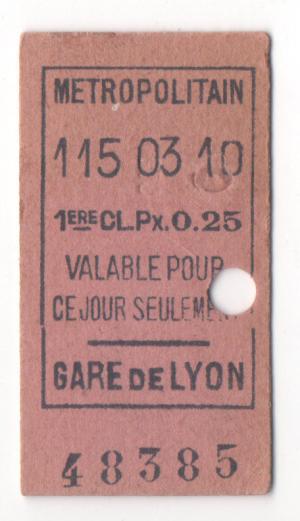 METROPOLITAIN
115 03 10
1ERE CL.Px.0.25
VALABLE POUR
CE JOUR SEULEMENT
GARE DE LYON
48385